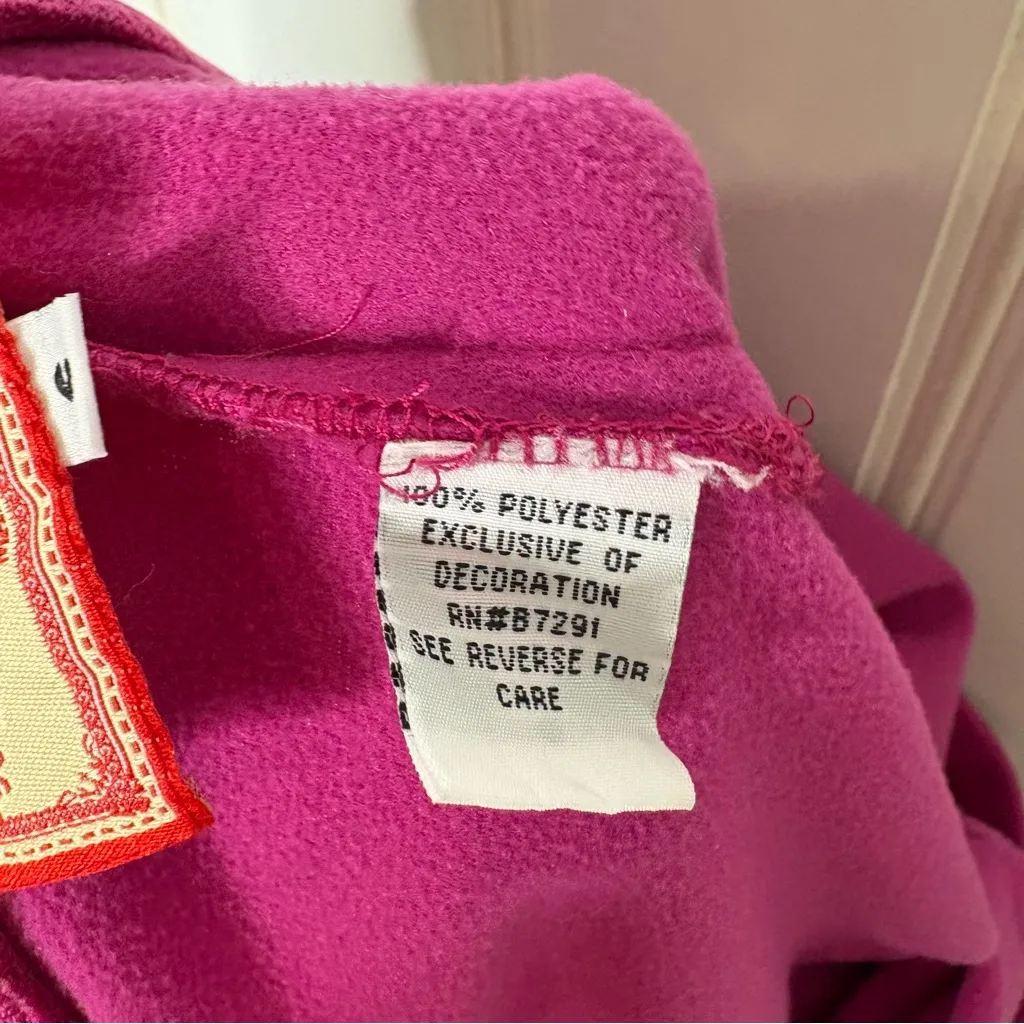 100% POLYESTER
EXCLUSIVE OF
DECORATION
RN#87291
SEE REVERSE FOR
CARE